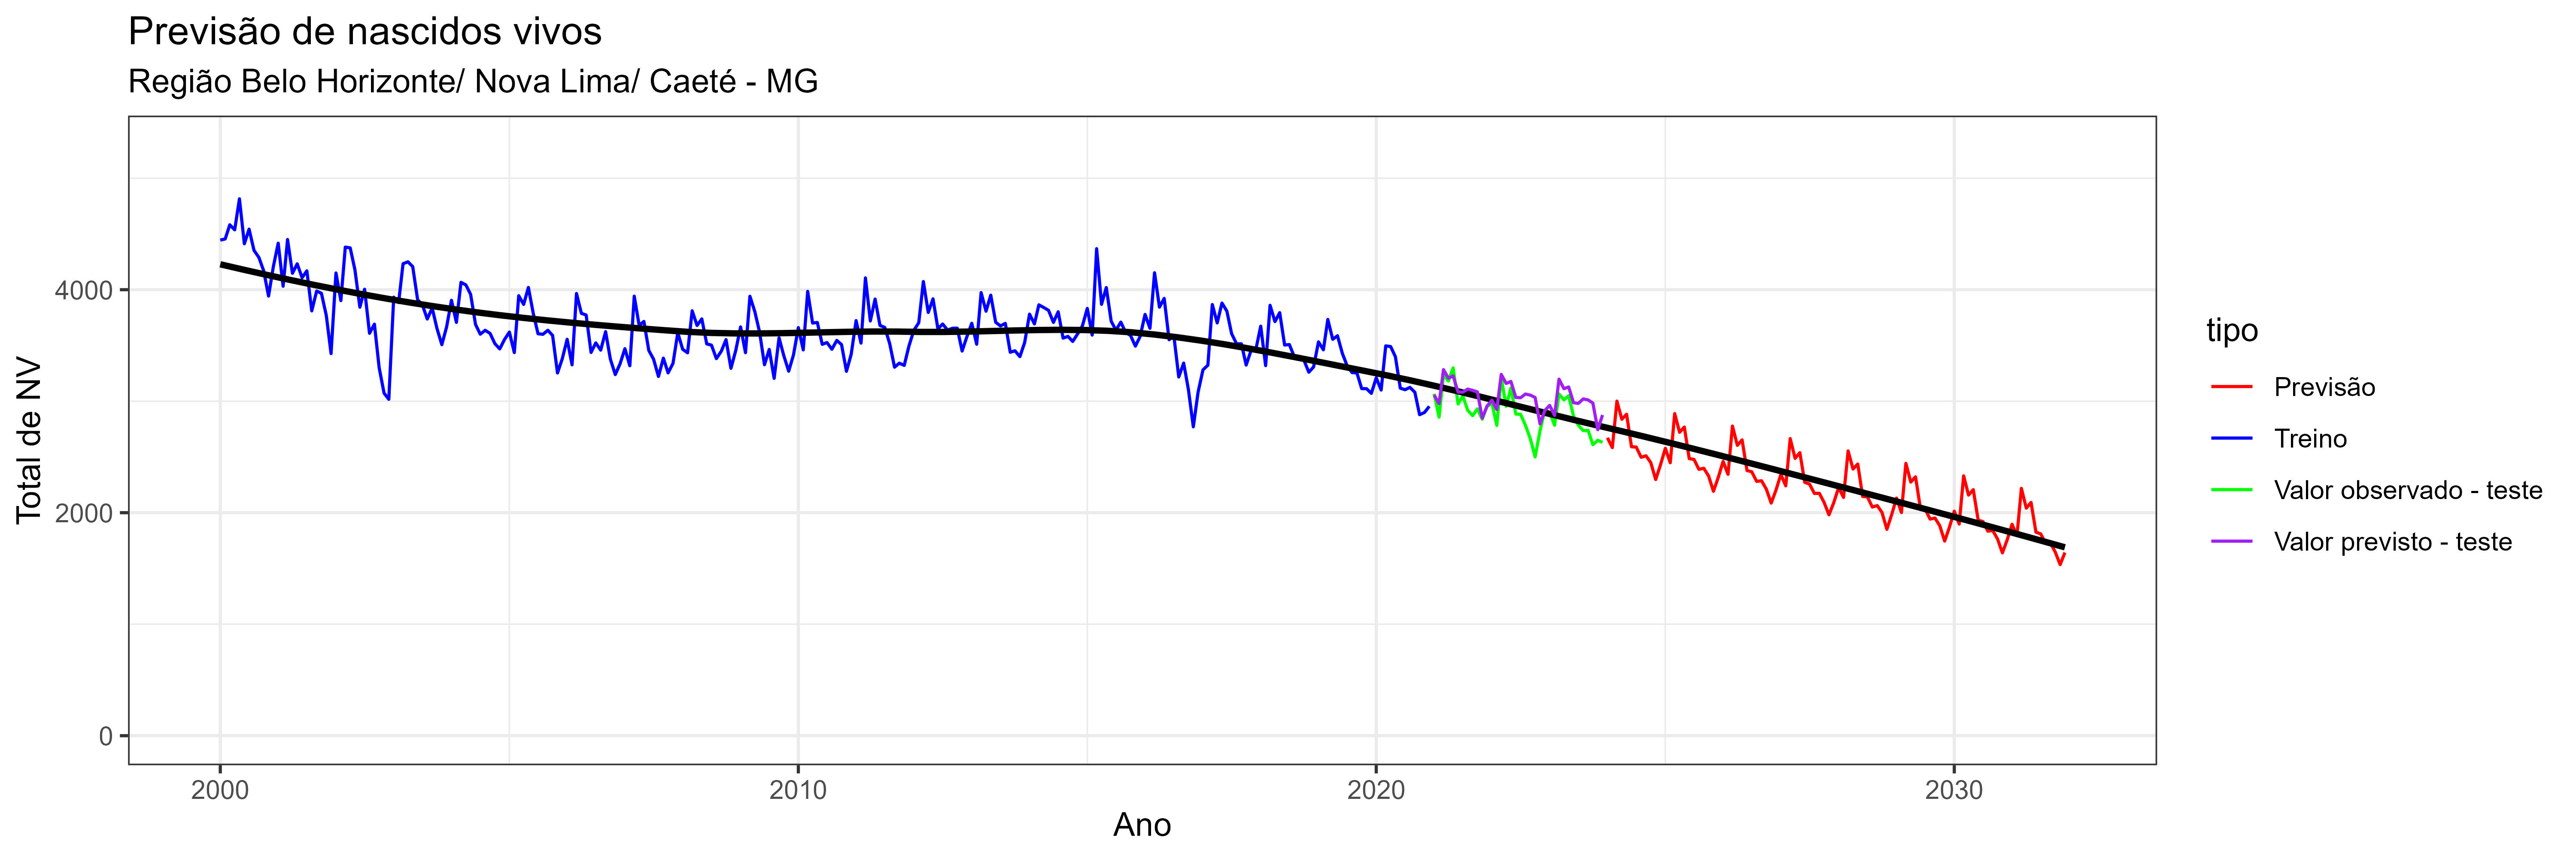 Previsão de nascidos vivos
Região Belo Horizonte/ Nova Lima/ Caeté - MG
Total de NV
4000
2000
0
2000
2010
2020
2030
Ano
tipo
Previsão
Treino
Valor observado - teste
Valor previsto - teste